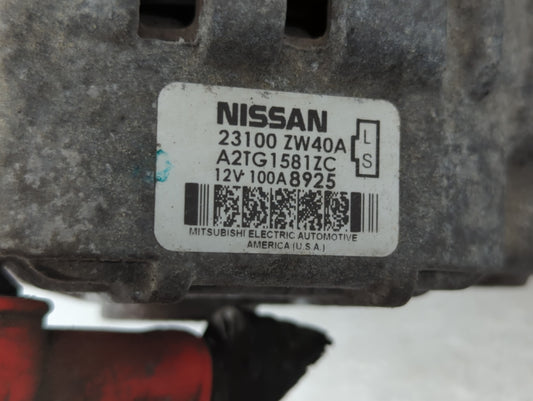 NISSAN
23100 ZW40A
L
A2TG1581ZC
S
12V 100A 8925
MITSUBISHI ELECTRIC AUTOMOTIVE
AMERICA (U.S.A.)